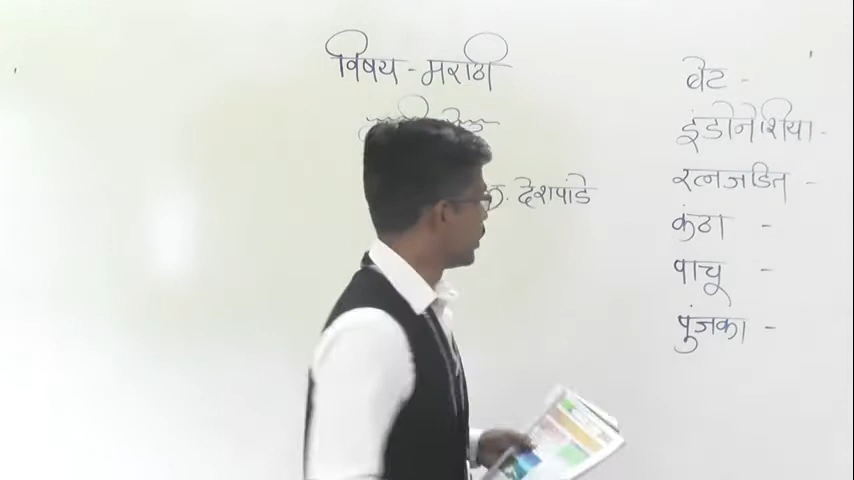 विषय - मराठी
. देशपांडे
बेट -
इंडोनेशिया -
रत्नजडित -
कंठा -
पाचू -
पुंजका -